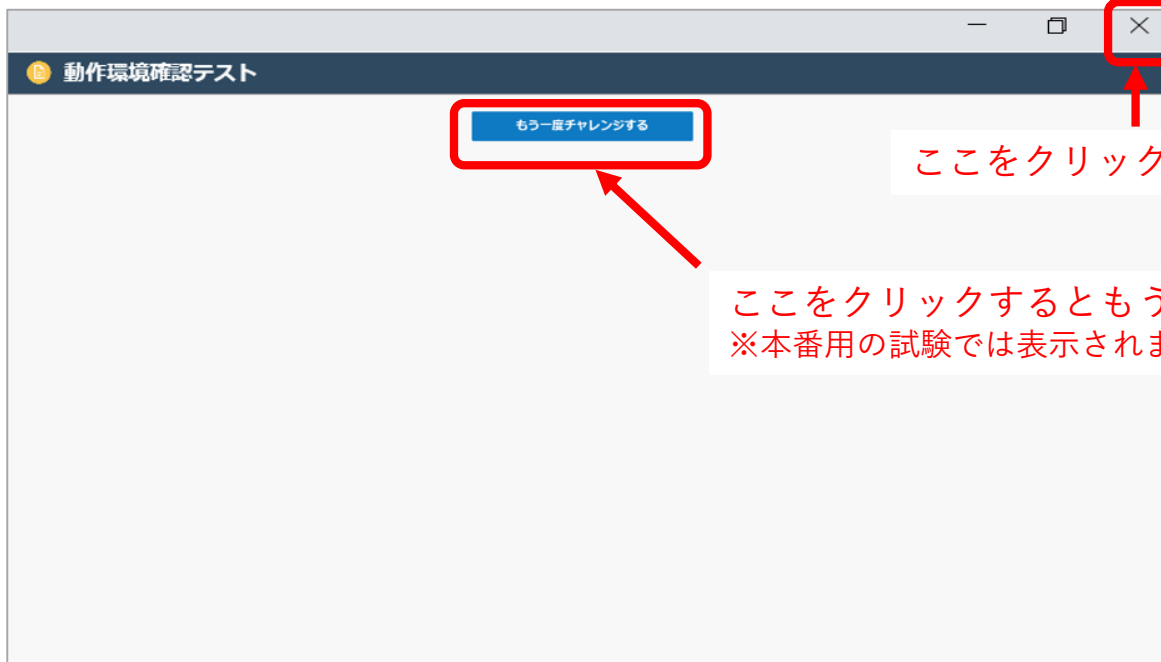 動作環境確認テスト
もう一度チャレンジする
ここをクリック
ここをクリックするともう
※本番用の試験では表示されま